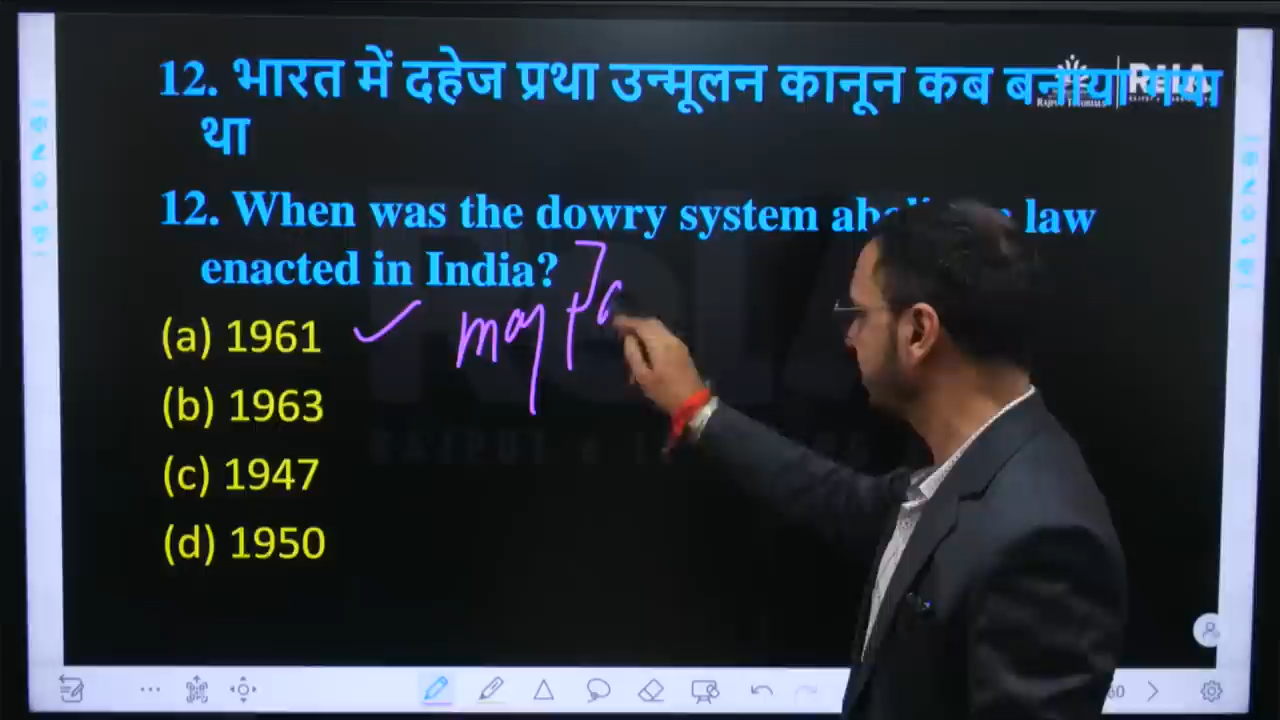 12. भारत में दहेज प्रथा उन्मूलन कानून कब बनाया गया
था
12. When was the dowry system law
enacted in India?
(a) 1961
(b) 1963
(c) 1947
(d) 1950